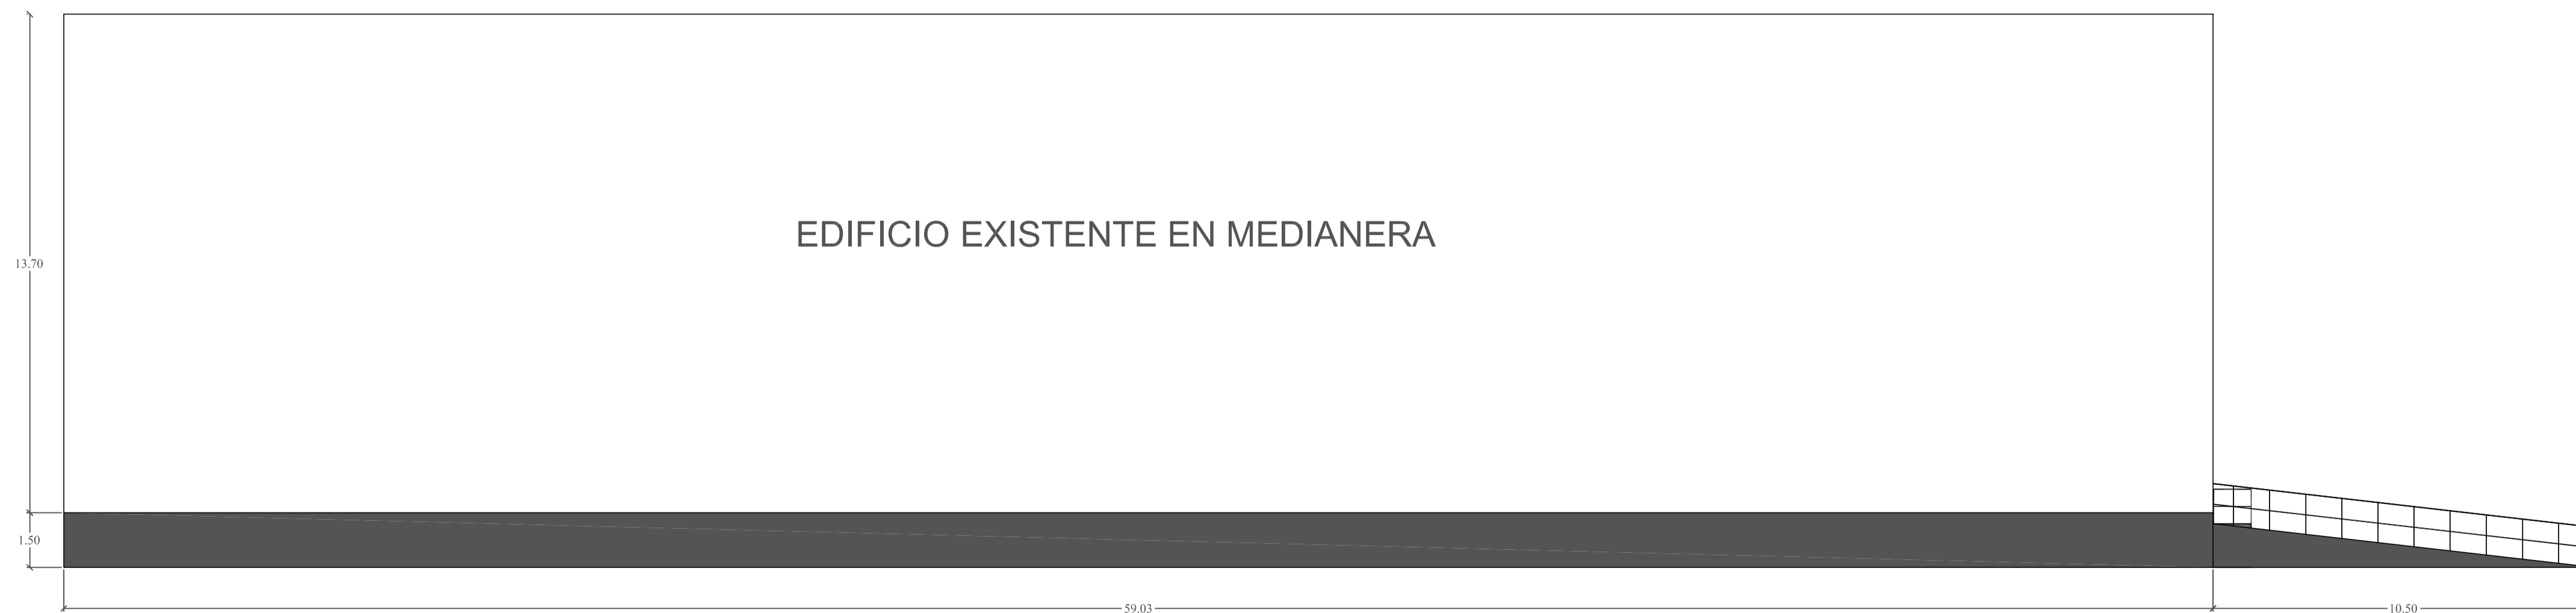 EDIFICIO EXISTENTE EN MEDIANERA
13.70
1.50
59.03
10.50